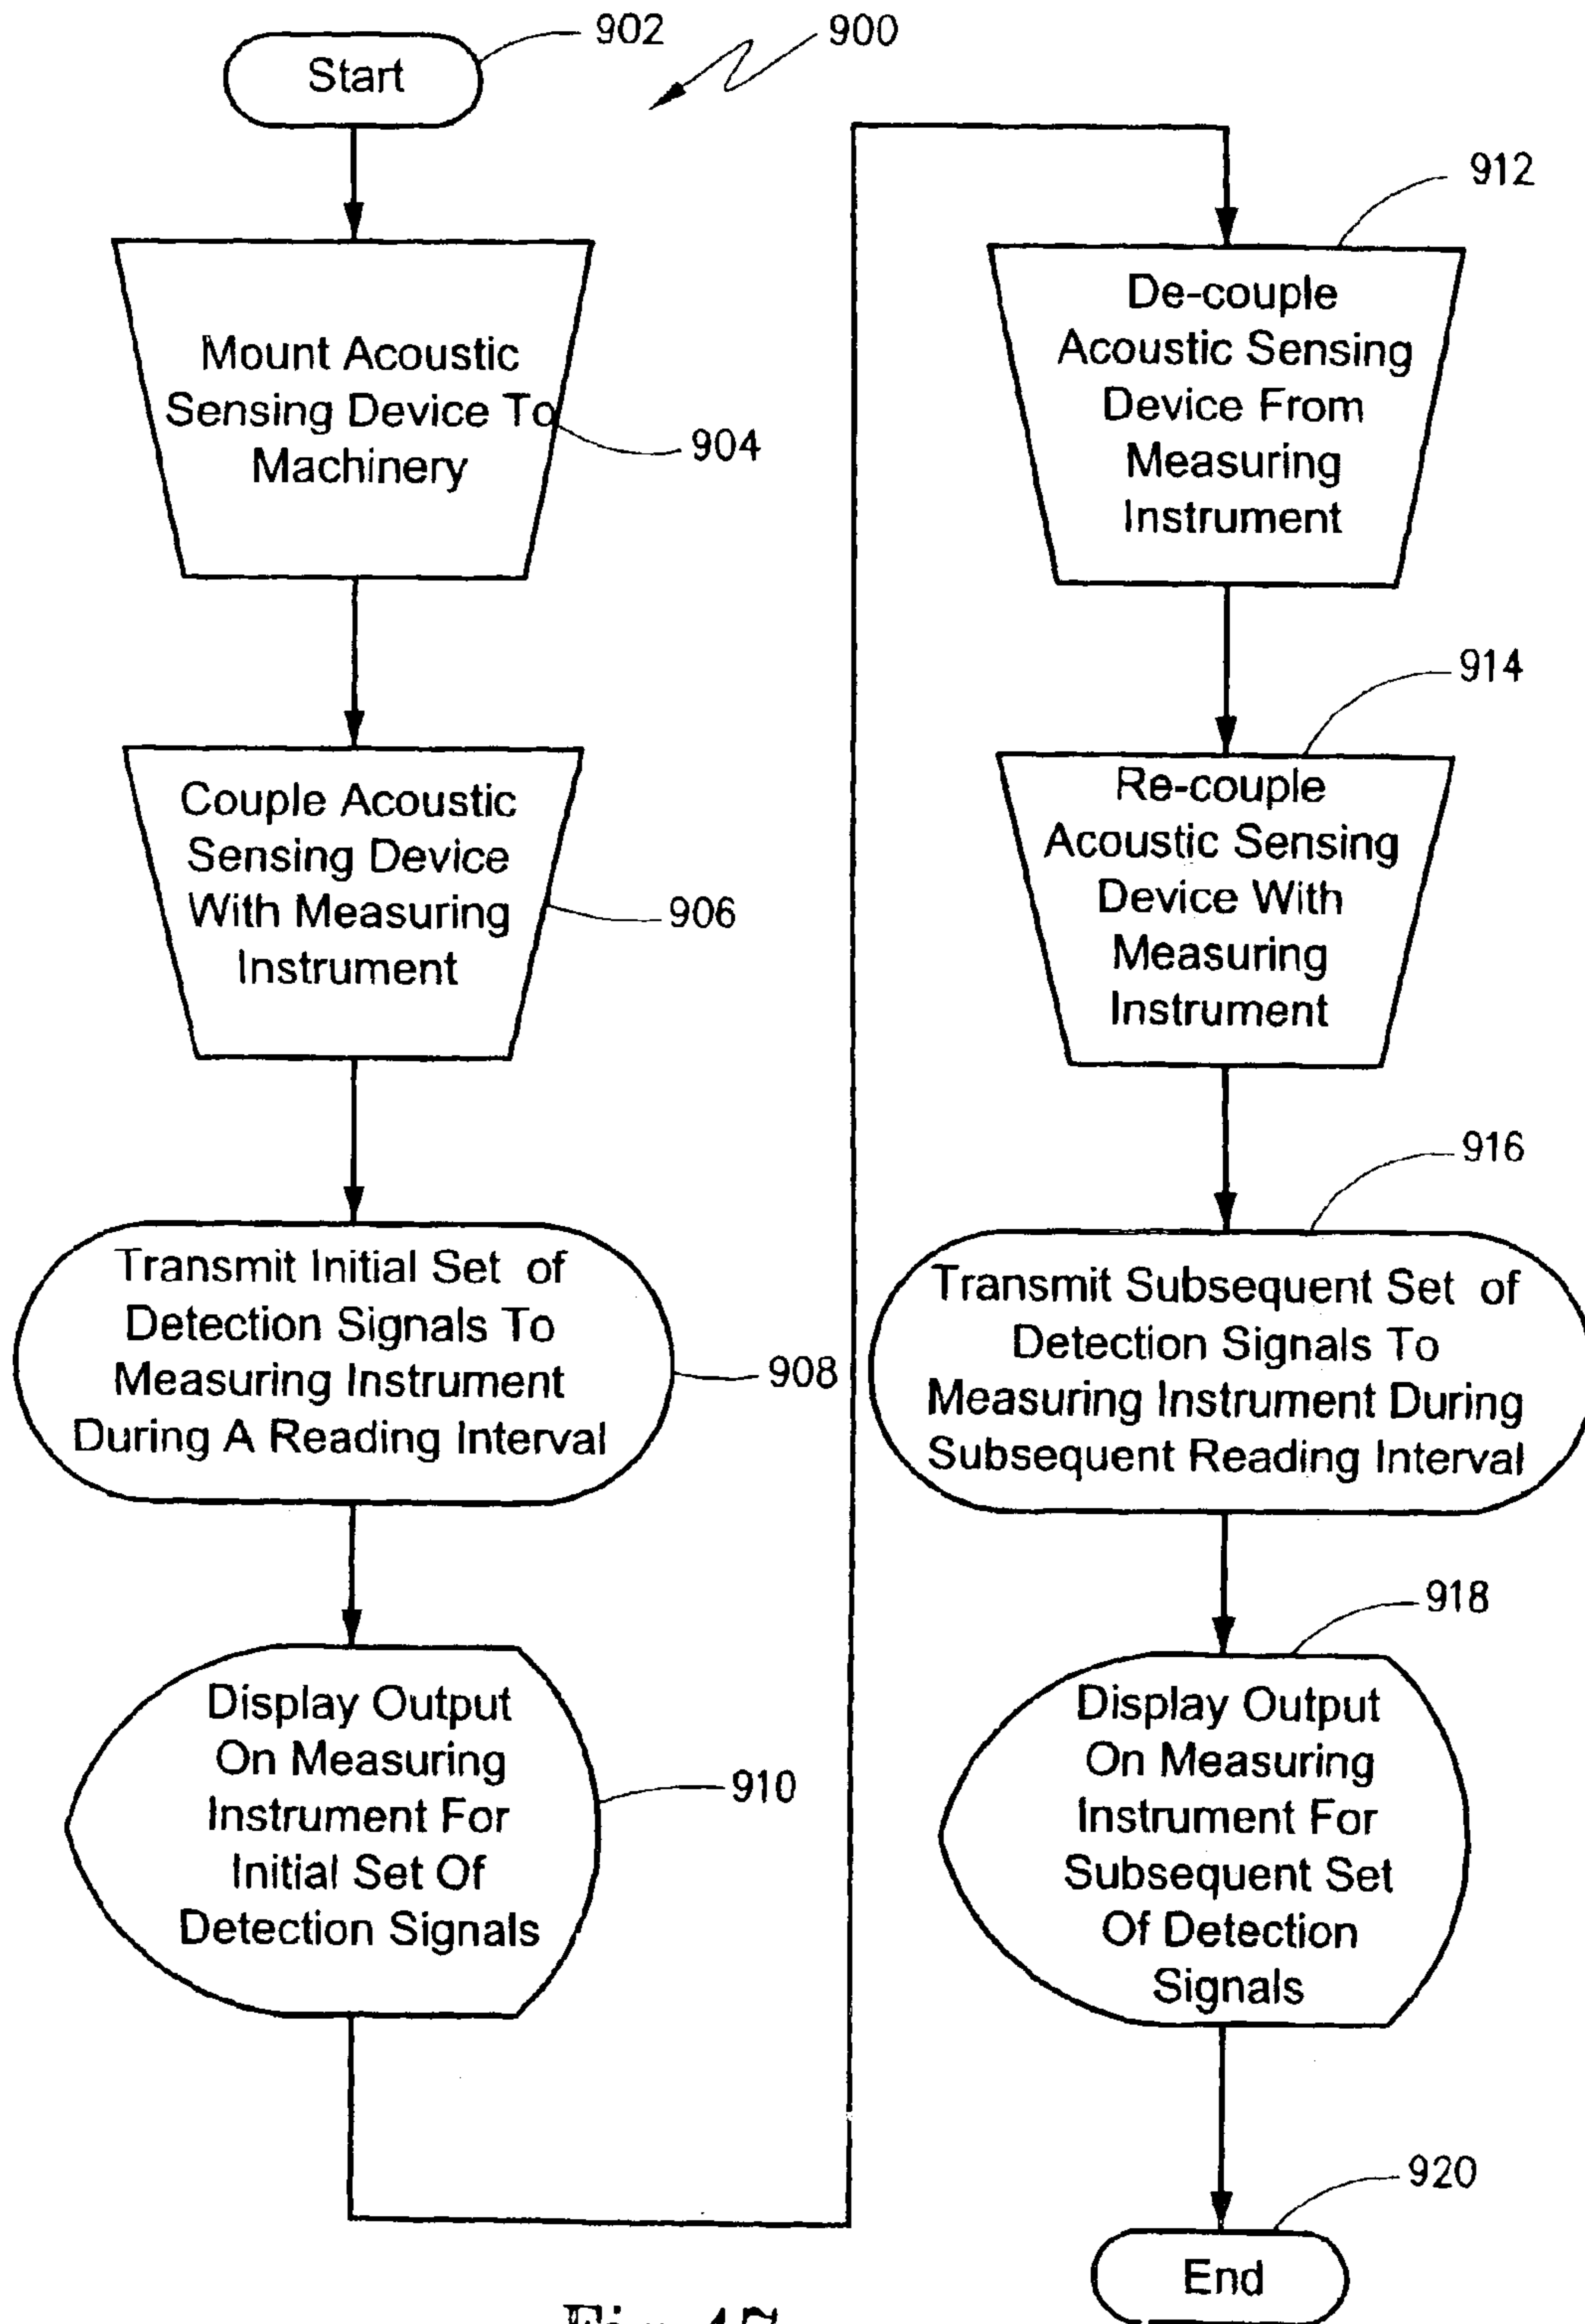 902
900
Start
Mount Acoustic
Sensing Device To
Machinery
904
Couple Acoustic
Sensing Device
With Measuring
Instrument
906
Transmit Initial Set of
Detection Signals To
Measuring Instrument
During A Reading Interval
908
Display Output
On Measuring
Instrument For
Initial Set Of
Detection Signals
910
912
De-couple
Acoustic Sensing
Device From
Measuring
Instrument
914
Re-couple
Acoustic Sensing
Device With
Measuring
Instrument
916
Transmit Subsequent Set of
Detection Signals To
Measuring Instrument During
Subsequent Reading Interval
918
Display Output
On Measuring
Instrument For
Subsequent Set
Of Detection
Signals
920
End